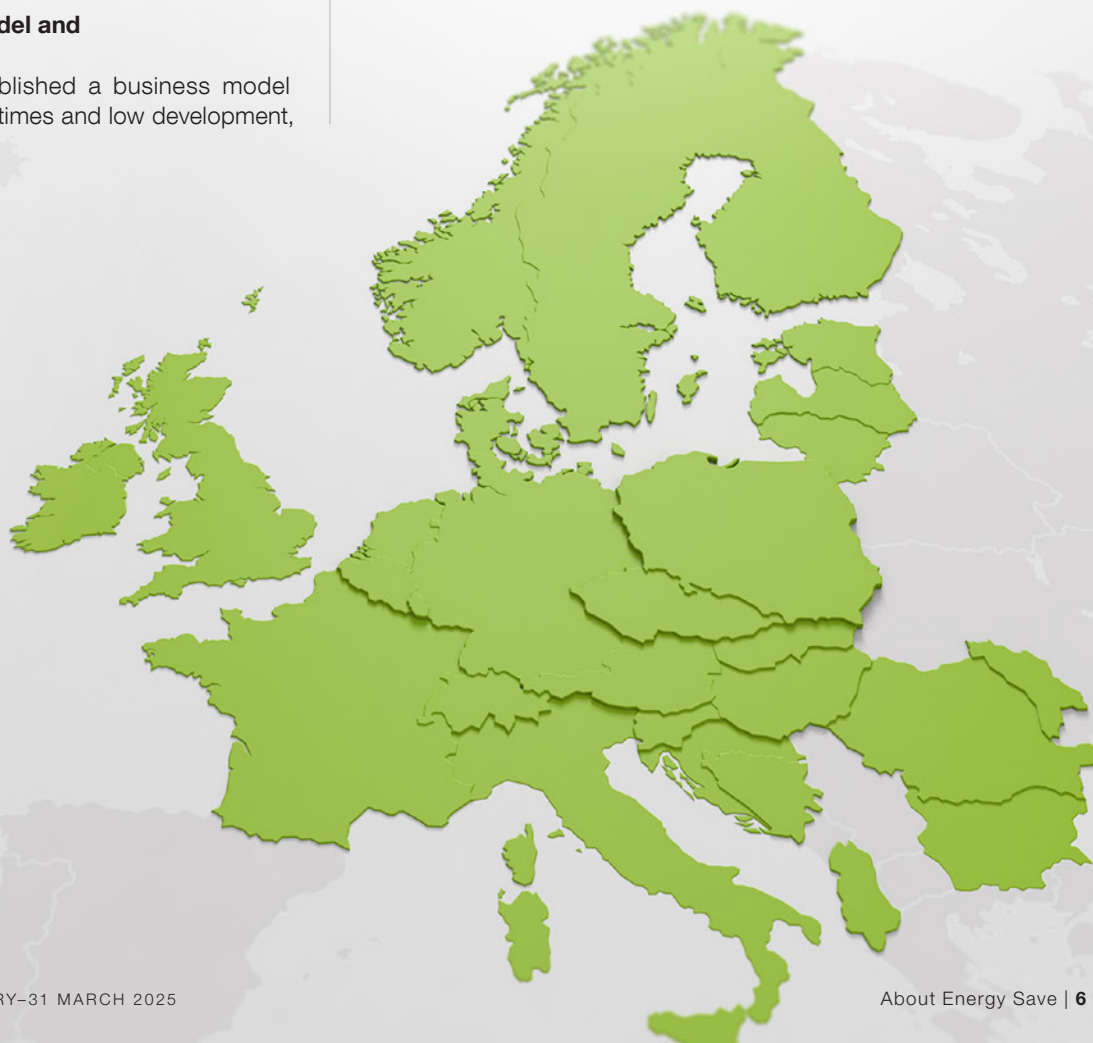 del and
blished a business model
times and low development,
RY–31 MARCH 2025
About Energy Save | 6